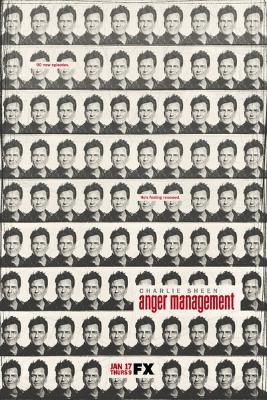 90 new episodes.
He's feeling renewed.
CHARLIE SHEEN:
anger management
JAN 17
THURS 9
FX